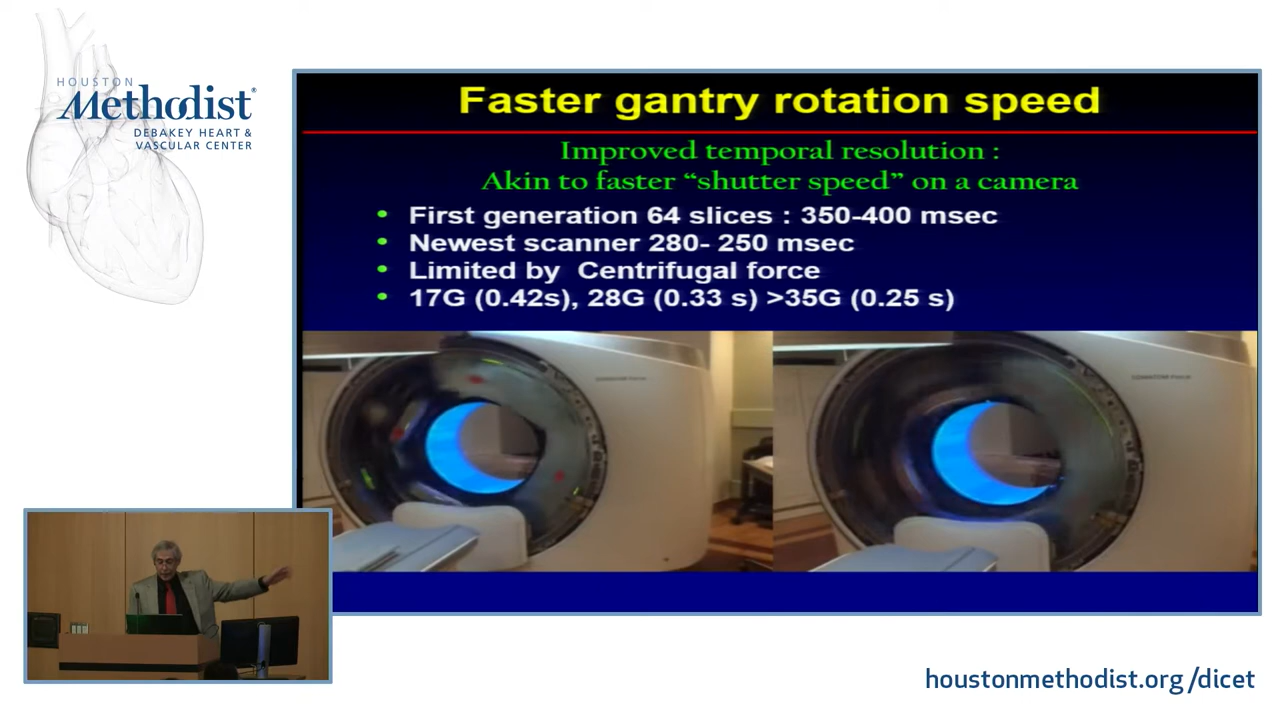 HOUSTON
Methodist®
DEBAKEY HEART &
VASCULAR CENTER
Faster gantry rotation speed
Improved temporal resolution :
Akin to faster “shutter speed” on a camera
• First generation 64 slices : 350-400 msec
• Newest scanner 280- 250 msec
• Limited by Centrifugal force
• 17G (0.42s), 28G (0.33 s) >35G (0.25 s)
houstonmethodist.org/dicet